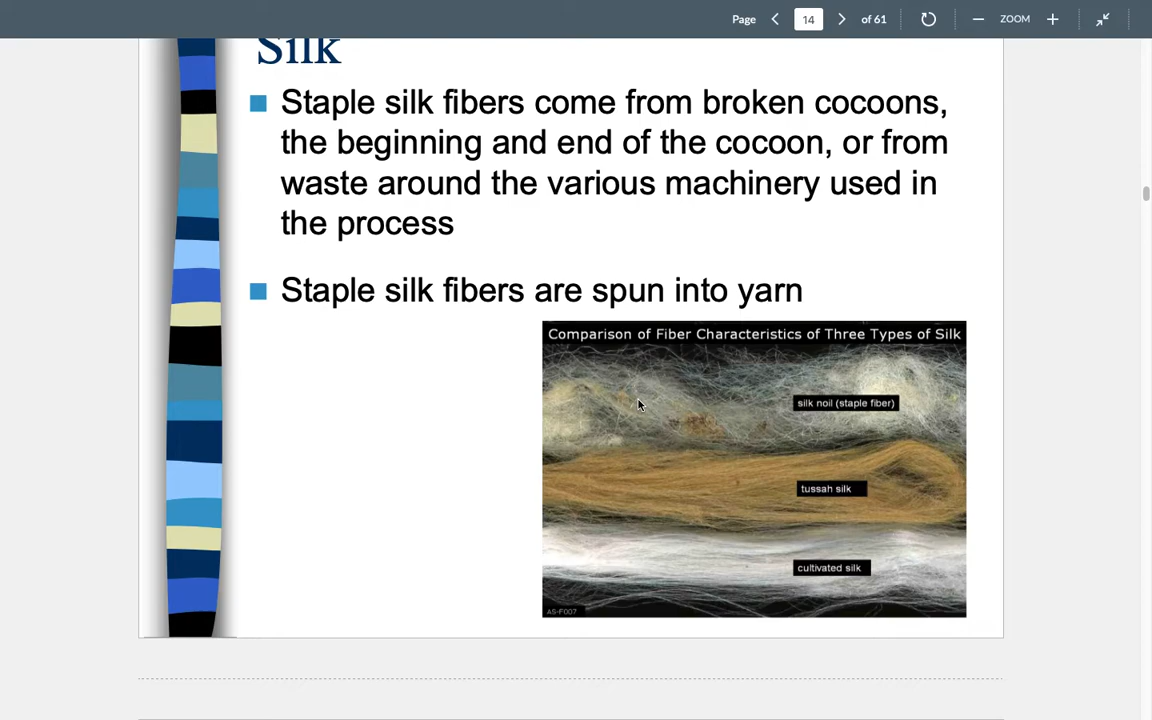 Page 14 of 61 ZOOM
Silk
Staple silk fibers come from broken cocoons,
the beginning and end of the cocoon, or from
waste around the various machinery used in
the process
Staple silk fibers are spun into yarn
Comparison of Fiber Characteristics of Three Types of Silk
silk noil (staple fiber)
tussah silk
cultivated silk
AS-F007